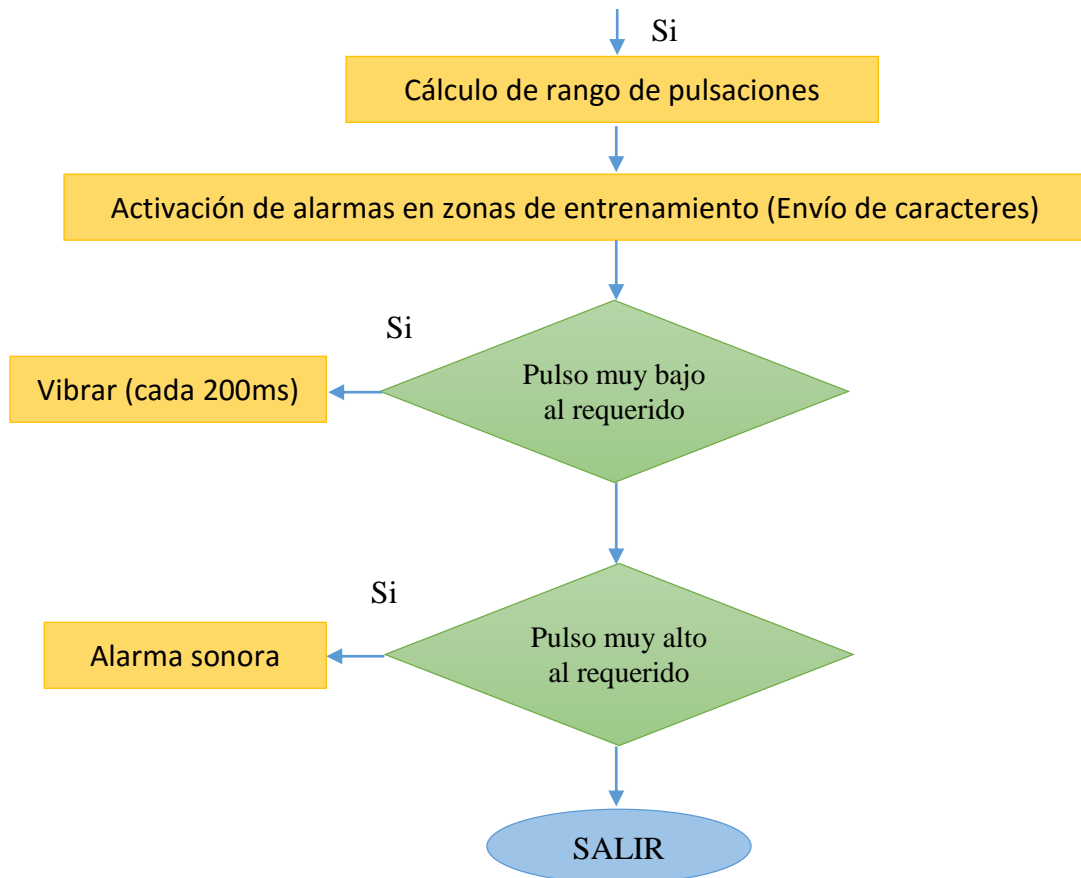 Si
Cálculo de rango de pulsaciones
Activación de alarmas en zonas de entrenamiento (Envío de caracteres)
Si
Vibrar (cada 200ms)
Pulso muy bajo
al requerido
Si
Alarma sonora
Pulso muy alto
al requerido
SALIR